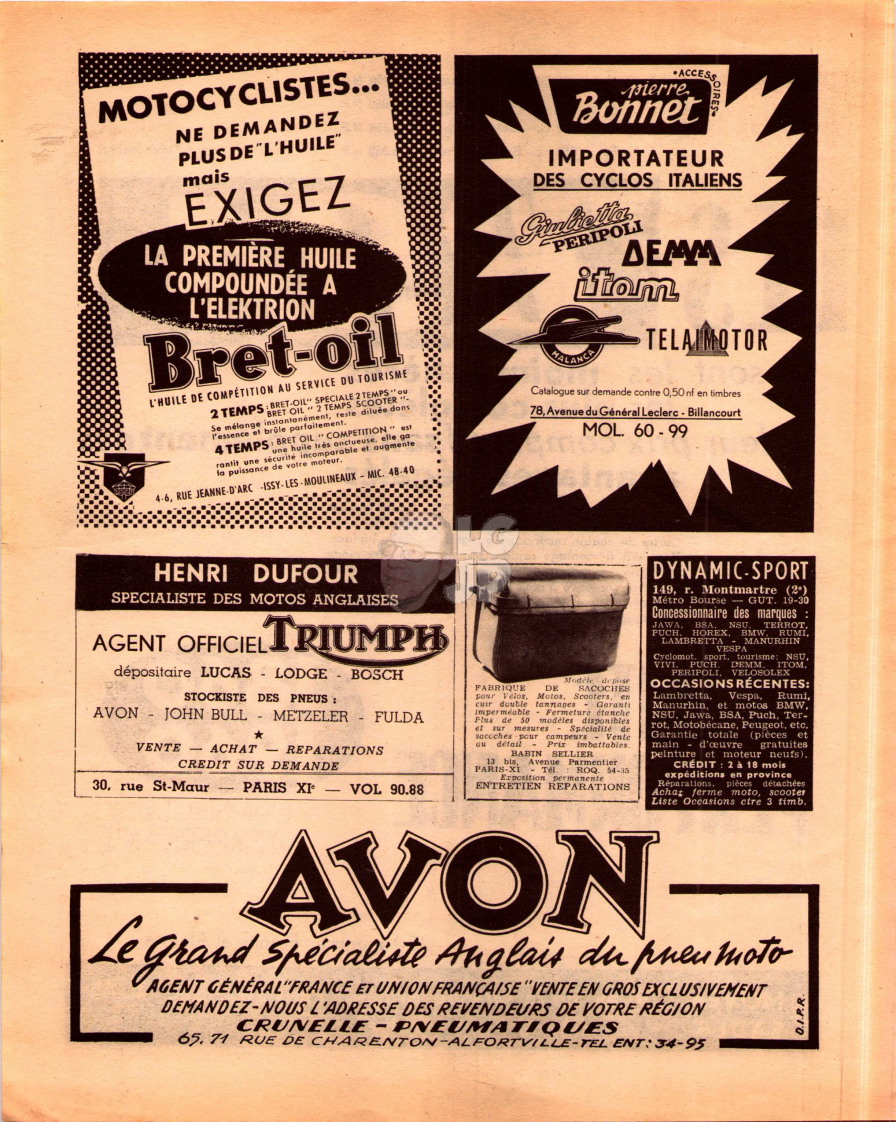 MOTOCYCLISTES...
NE DEMANDEZ
PLUS DE "L'HUILE"
mais
EXIGEZ
LA PREMIÈRE HUILE
COMPOUNDÉE A
L'ELEKTRION
Bret-oil
L'HUILE DE COMPÉTITION AU SERVICE DU TOURISME
2 TEMPS : BRET-OIL" SPECIALE 2 TEMPS" ou
BRET OIL " 2 TEMPS SCOOTER".
Se mélange instantanément, reste diluée dans
l'essence et brûle parfaitement.
4 TEMPS : BRET OIL " COMPETITION " est
une huile très onctueuse, elle ga
rantit une sécurité incomparable et augmente
la puissance de votre moteur.
4-6, RUE JEANNE-D'ARC -ISSY-LES-MOULINEAUX - MIC. 48-40
• ACCESSOIRES •
pierre
Bonnet
IMPORTATEUR
DES CYCLOS ITALIENS
Giulietta
PERIPOLI
DEMM
itom
MALANCA
TELAIMOTOR
Catalogue sur demande contre 0,50 nf en timbres
78, Avenue du Général Leclerc - Billancourt
MOL. 60 - 99
HENRI DUFOUR
SPECIALISTE DES MOTOS ANGLAISES
AGENT OFFICIEL TRIUMPH
dépositaire LUCAS - LODGE - BOSCH
STOCKISTE DES PNEUS :
AVON - JOHN BULL - METZELER - FULDA
★
VENTE — ACHAT — REPARATIONS
CREDIT SUR DEMANDE
30, rue St-Maur — PARIS XIe — VOL 90.88
Modèle déposé
FABRIQUE DE SACOCHES
pour Vélos, Motos, Scooters, en
cuir double tannages - Garanti
imperméable - Fermeture étanche
Plus de 50 modèles disponibles
et sur mesures - Spécialité de
sacoches pour campeurs - Vente
au détail - Prix imbattables.
BABIN SELLIER
13 bis, Avenue Parmentier
PARIS-XI - Tél : ROQ. 54-35
Exposition permanente
ENTRETIEN REPARATIONS
DYNAMIC-SPORT
149, r. Montmartre (2e)
Métro Bourse — GUT. 19-30
Concessionnaire des marques :
JAWA, BSA, NSU, TERROT,
PUCH, HOREX, BMW, RUMI,
LAMBRETTA - MANURHIN
VESPA
Cyclomot. sport, tourisme: NSU,
VIVI, PUCH, DEMM, ITOM,
PERIPOLI, VELOSOLEX
OCCASIONS RÉCENTES:
Lambretta, Vespa, Rumi,
Manurhin, et motos BMW,
NSU, Jawa, BSA, Puch, Ter-
rot, Motobécane, Peugeot, etc.
Garantie totale (pièces et
main - d'œuvre gratuites
peinture et moteur neufs).
CRÉDIT : 2 à 18 mois
expéditions en province
Réparations, pièces détachées
Achat ferme moto, scooter
Liste Occasions ctre 3 timb.
AVON
Le grand spécialiste Anglais du pneu moto
AGENT GÉNÉRAL "FRANCE ET UNION FRANÇAISE" VENTE EN GROS EXCLUSIVEMENT
DEMANDEZ-NOUS L'ADRESSE DES REVENDEURS DE VOTRE RÉGION
CRUNELLE - PNEUMATIQUES
65, 71 RUE DE CHARENTON-ALFORTVILLE-TEL ENT: 34-95
O.I.P.R.